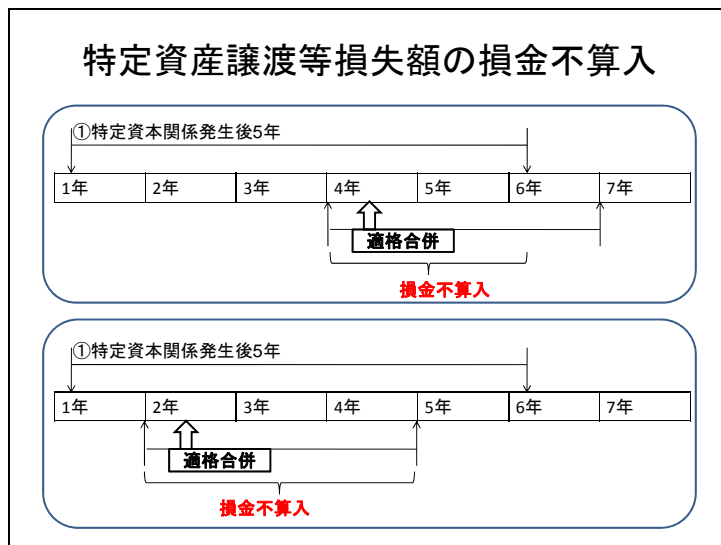 特定資産譲渡等損失額の損金不算入
①特定資本関係発生後5年
1年 2年 3年 4年 5年 6年 7年
適格合併
損金不算入
①特定資本関係発生後5年
1年 2年 3年 4年 5年 6年 7年
適格合併
損金不算入